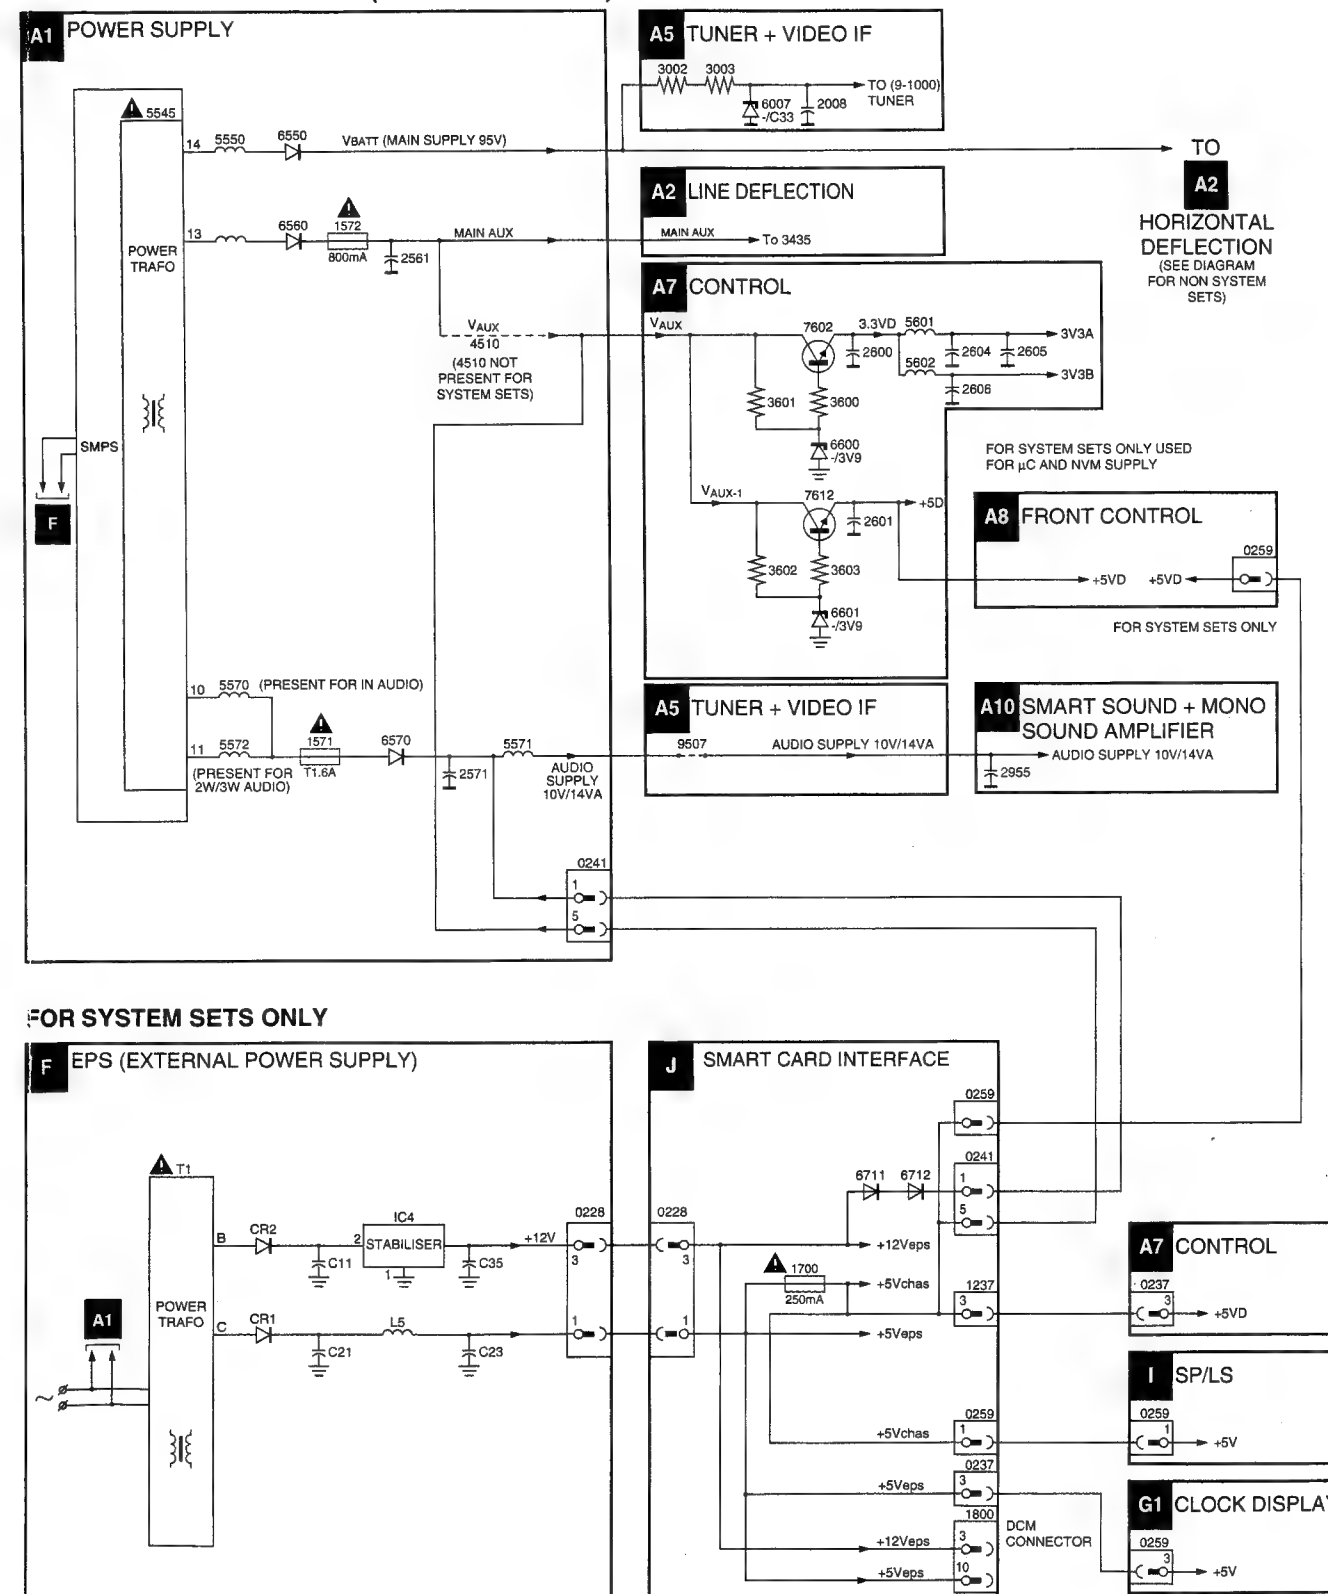 A1 POWER SUPPLY
5545
14 5550 6550 VBATT (MAIN SUPPLY 95V)
A5 TUNER + VIDEO IF
3002 3003
6007
-/C33
2008
TO (9-1000)
TUNER
TO
A2
HORIZONTAL
DEFLECTION
(SEE DIAGRAM
FOR NON SYSTEM
SETS)
13 6560 1572
800mA
2561
MAIN AUX
POWER
TRAFO
A2 LINE DEFLECTION
MAIN AUX To 3435
VAUX
4510
(4510 NOT
PRESENT FOR
SYSTEM SETS)
A7 CONTROL
VAUX 7602 3.3VD 5601 3V3A
2600 2604 2605
5602 3V3B
2606
3601 3600
6600
-/3V9
VAUX-1 7612 +5D
2601
3602 3603
6601
-/3V9
SMPS
F
FOR SYSTEM SETS ONLY USED
FOR µC AND NVM SUPPLY
A8 FRONT CONTROL
0259
+5VD +5VD
FOR SYSTEM SETS ONLY
10 5570 (PRESENT FOR IN AUDIO)
11 5572 1571 6570 5571
T1.6A
(PRESENT FOR
2W/3W AUDIO)
2571
AUDIO
SUPPLY
10V/14VA
A5 TUNER + VIDEO IF
9507 AUDIO SUPPLY 10V/14VA
A10 SMART SOUND + MONO
SOUND AMPLIFIER
AUDIO SUPPLY 10V/14VA
2955
0241
1
5
FOR SYSTEM SETS ONLY
F EPS (EXTERNAL POWER SUPPLY)
T1
B CR2 2 IC4
STABILISER
1
C11 C35
+12V
0228
3
POWER
TRAFO
C CR1 L5
C21 C23
1
A1
~
J SMART CARD INTERFACE
0259
0241
6711 6712 1
5
0228
3
+12Veps
1700
250mA
+5Vchas
1237
3
1
+5Veps
+5Vchas
0259
1
+5Veps
0237
3
1800
DCM
CONNECTOR
+12Veps 3
+5Veps 10
A7 CONTROL
0237
3 +5VD
I SP/LS
0259
1 +5V
G1 CLOCK DISPLAY
0259
3 +5V